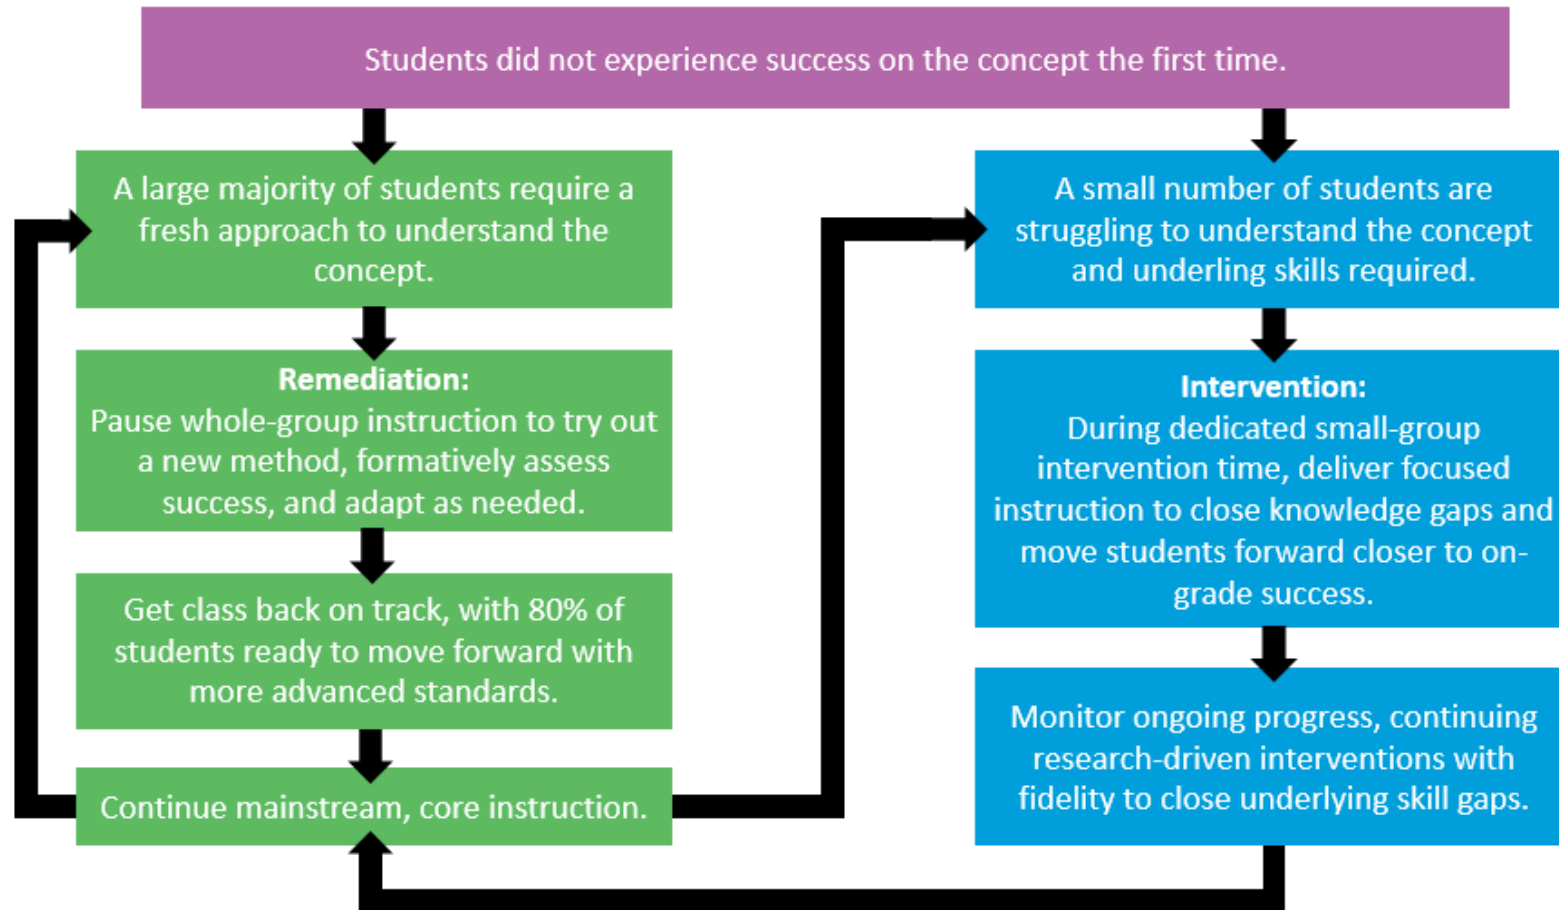 Students did not experience success on the concept the first time.
A large majority of students require a
fresh approach to understand the
concept.
Remediation:
Pause whole-group instruction to try out
a new method, formatively assess
success, and adapt as needed.
Get class back on track, with 80% of
students ready to move forward with
more advanced standards.
Continue mainstream, core instruction.
A small number of students are
struggling to understand the concept
and underling skills required.
Intervention:
During dedicated small-group
intervention time, deliver focused
instruction to close knowledge gaps and
move students forward closer to on-
grade success.
Monitor ongoing progress, continuing
research-driven interventions with
fidelity to close underlying skill gaps.